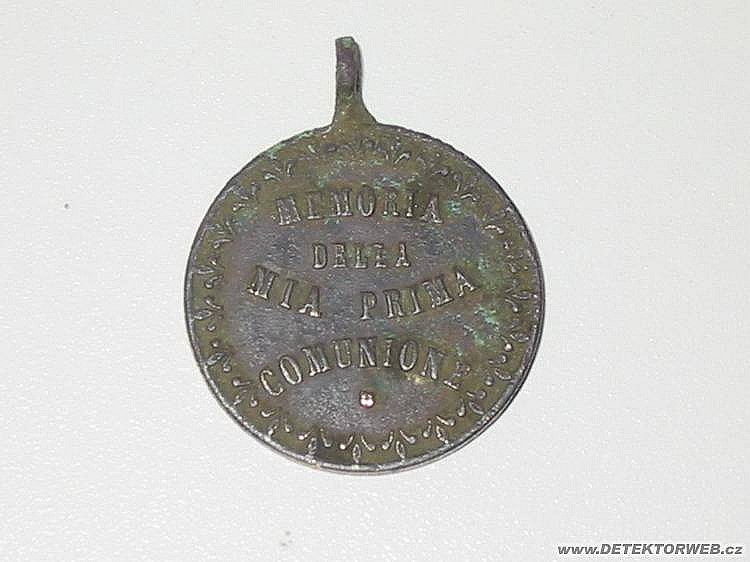 MEMORIA
DELLA
MIA PRIMA
COMUNIONE
www.DETEKTORWEB.cz